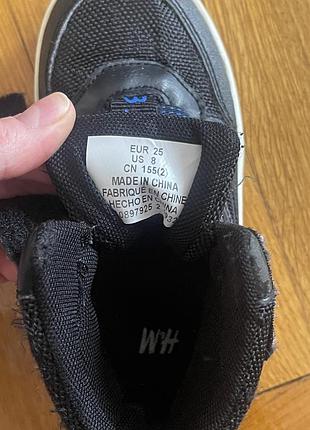 EUR 25
US 8
CN 155(2)
MADE IN CHINA
FABRIQUE EN CHINE
HECHO EN CHINA
H&M